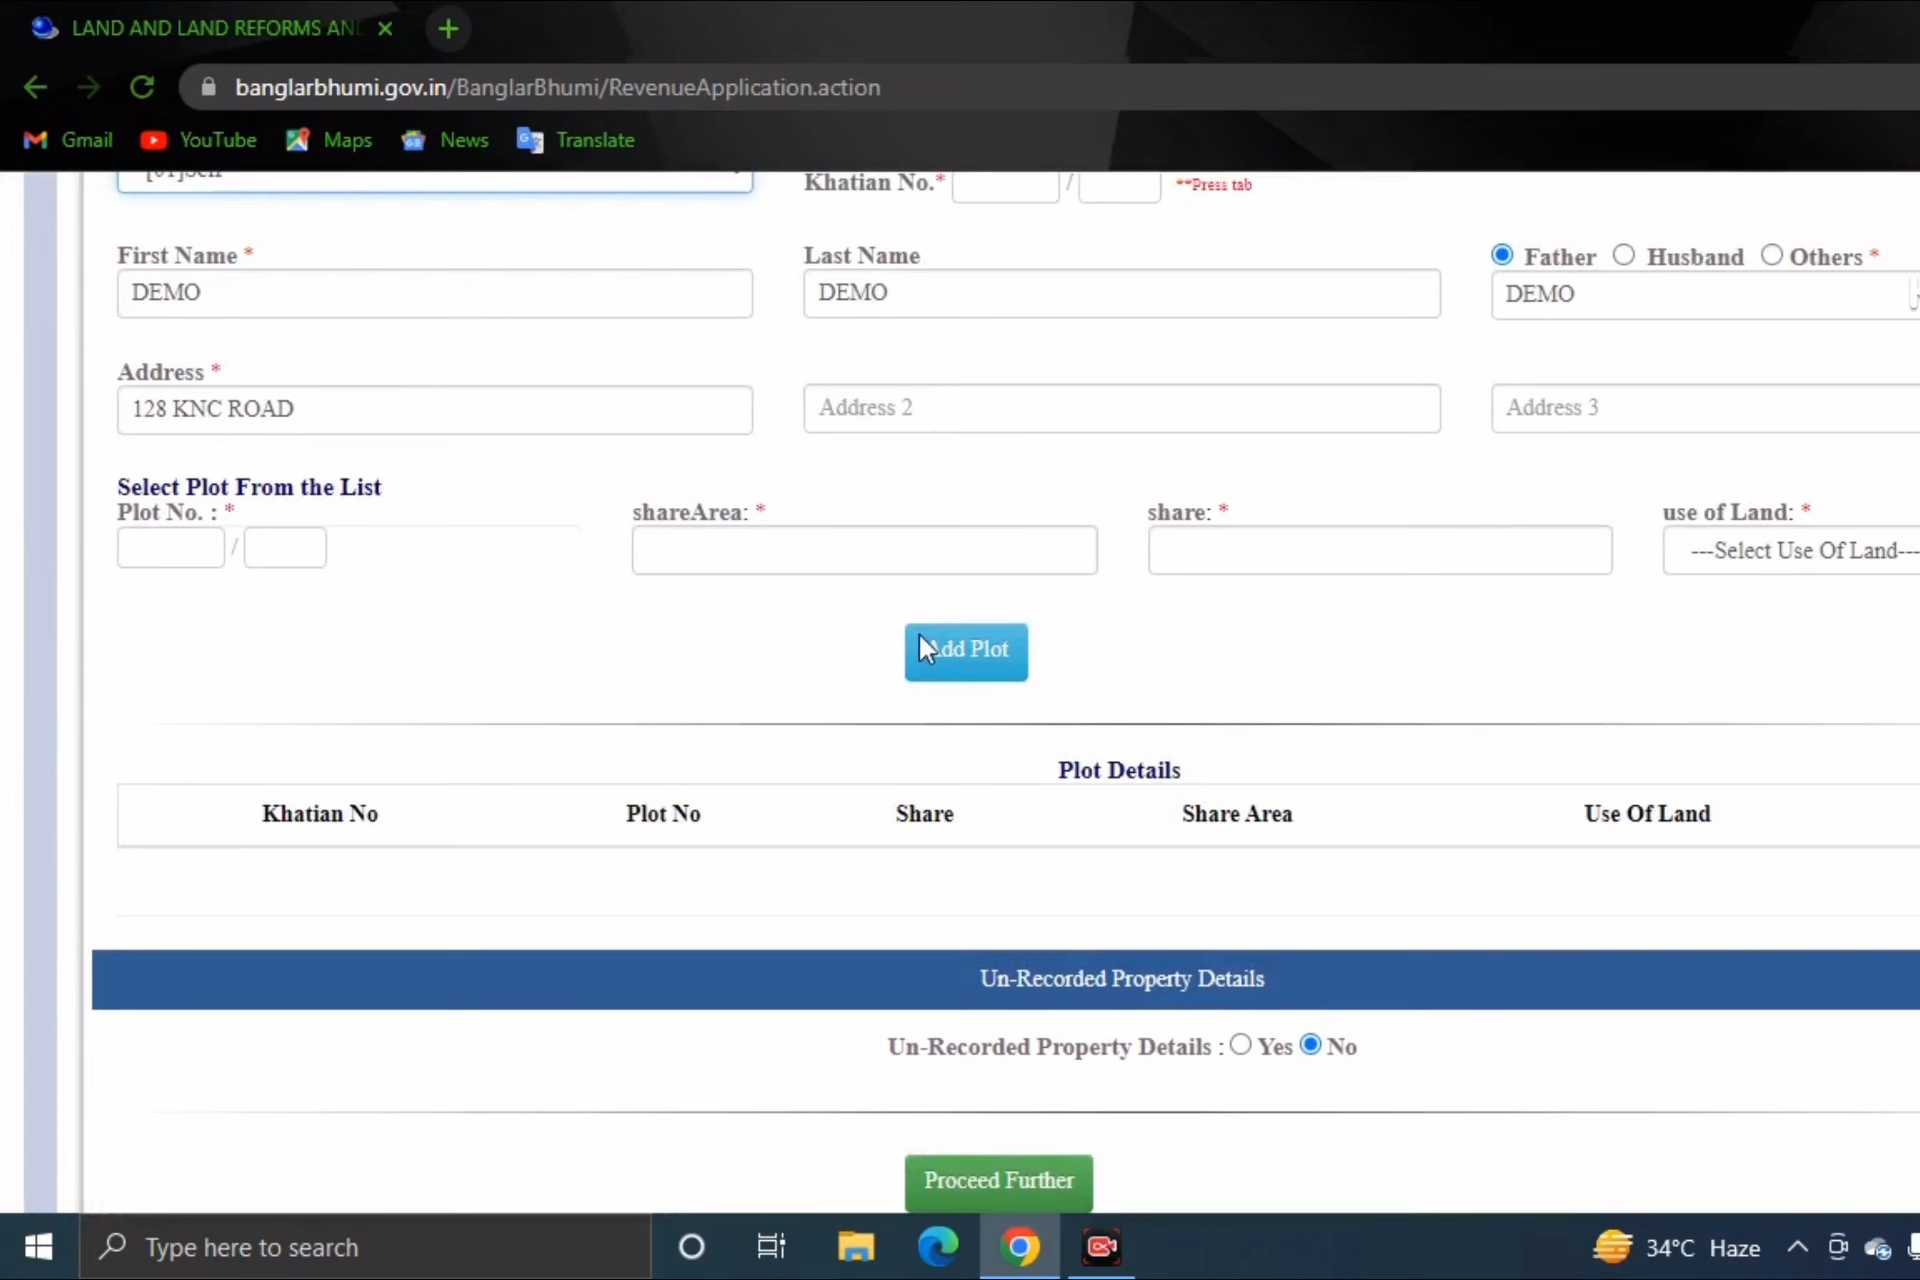 LAND AND LAND REFORMS AN
banglarbhumi.gov.in/BanglarBhumi/RevenueApplication.action
Gmail YouTube Maps News Translate
[01]Self
Khatian No.* / **Press tab
First Name * Last Name Father Husband Others *
DEMO DEMO DEMO
Address *
128 KNC ROAD Address 2 Address 3
Select Plot From the List
Plot No. : * shareArea: * share: * use of Land: *
/ ---Select Use Of Land---
Add Plot
Plot Details
Khatian No Plot No Share Share Area Use Of Land
Un-Recorded Property Details
Un-Recorded Property Details : Yes No
Proceed Further
Type here to search 34°C Haze